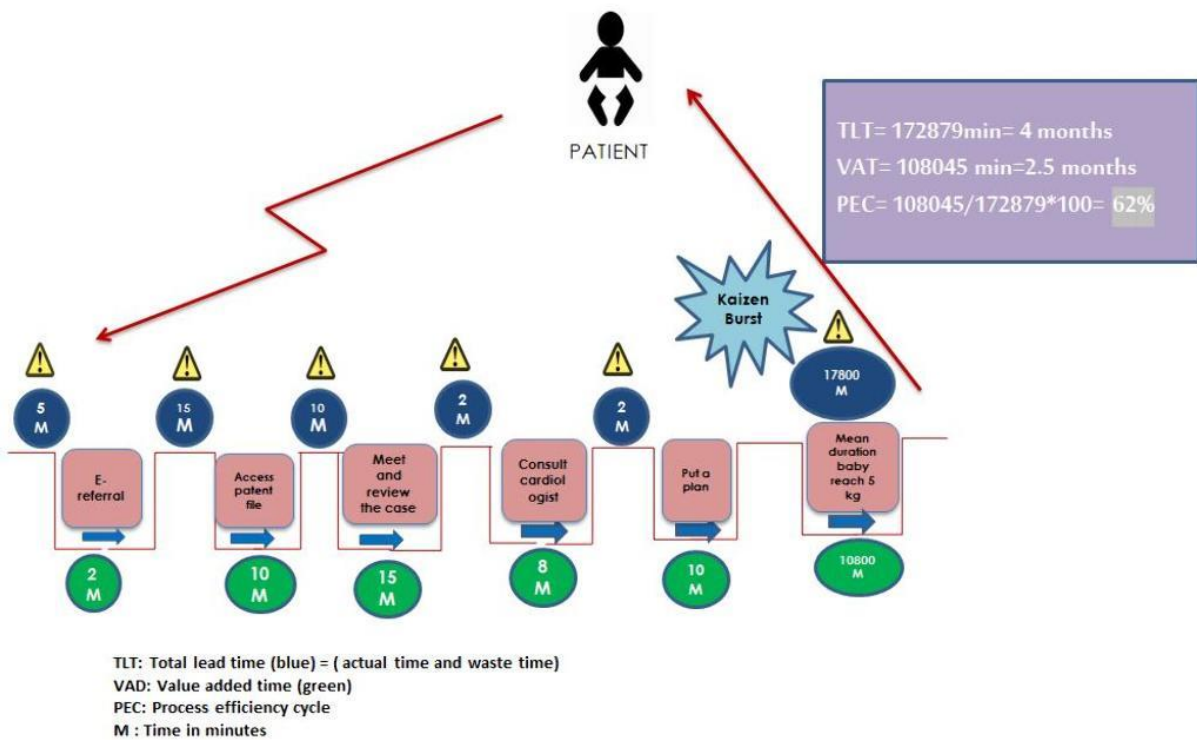 PATIENT
TLT= 172879min= 4 months
VAT= 108045 min=2.5 months
PEC= 108045/172879*100= 62%
Kaizen
Burst
5
M
15
M
10
M
2
M
2
M
17800
M
E-
referral
Access
patent
file
Meet
and
review
the case
Consult
cardiol
ogist
Put a
plan
Mean
duration
baby
reach 5
kg
2
M
10
M
15
M
8
M
10
M
10800
M
TLT: Total lead time (blue) = ( actual time and waste time)
VAD: Value added time (green)
PEC: Process efficiency cycle
M : Time in minutes